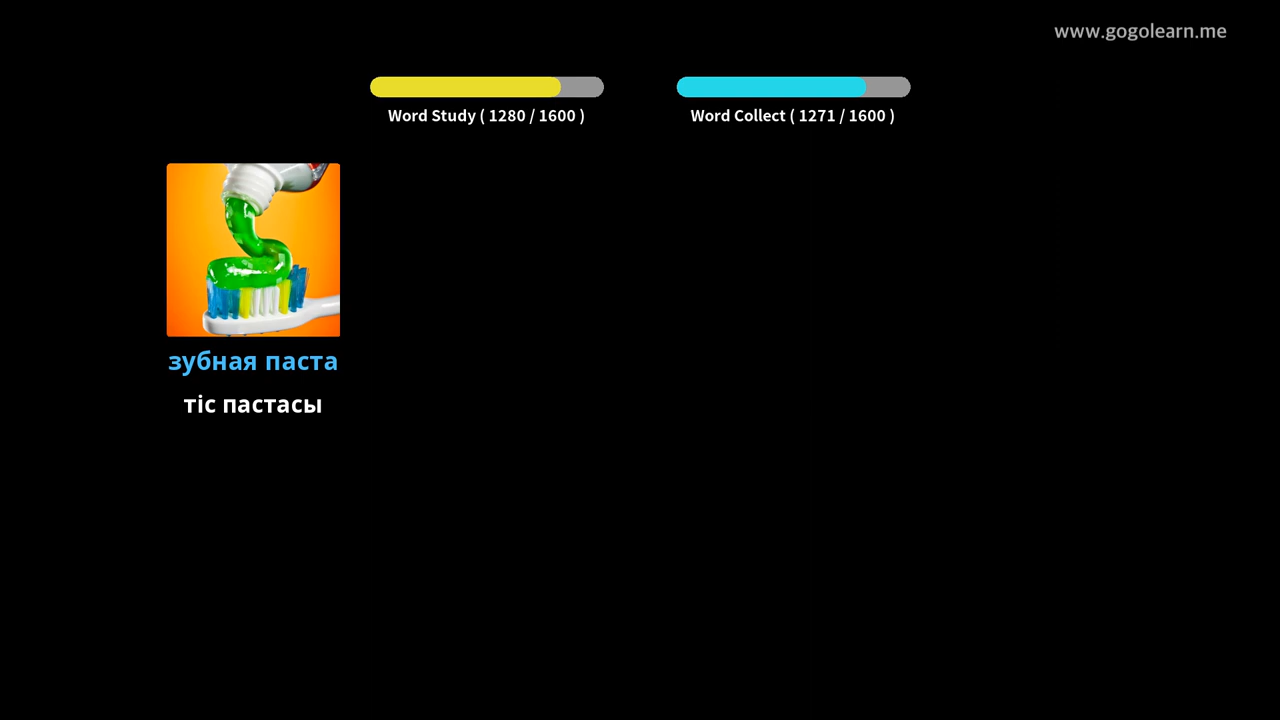 www.gogolearn.me
Word Study ( 1280 / 1600 )
Word Collect ( 1271 / 1600 )
зубная паста
тіс пастасы